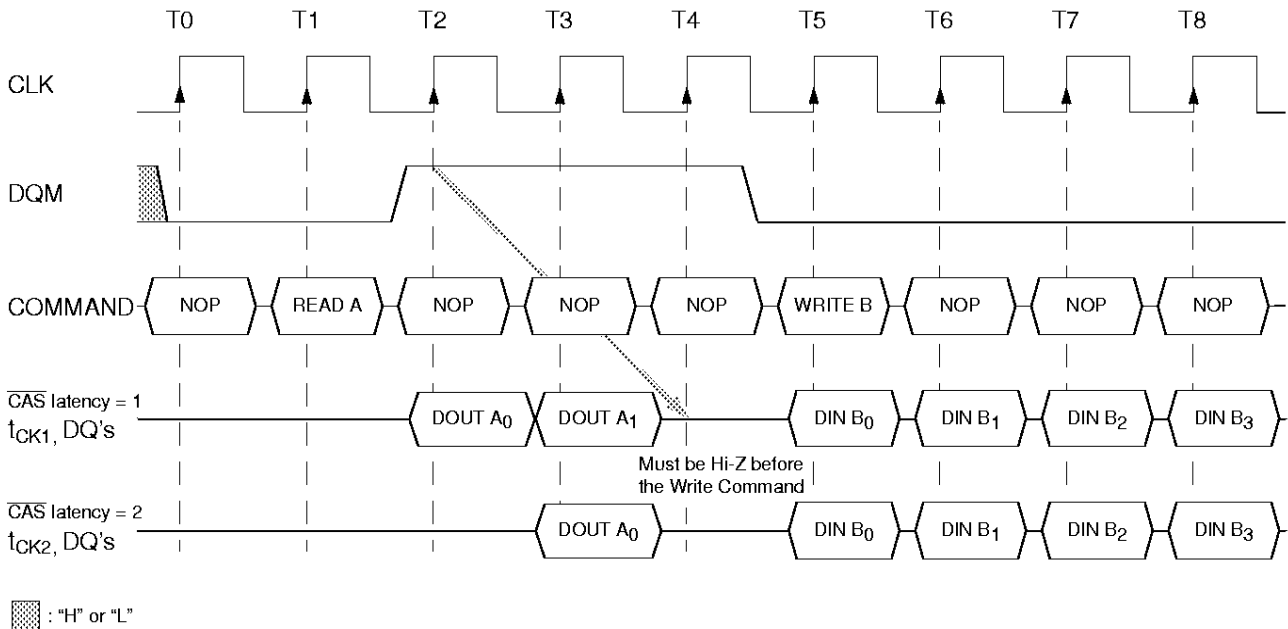 T0 T1 T2 T3 T4 T5 T6 T7 T8
CLK
DQM
COMMAND NOP READ A NOP NOP NOP WRITE B NOP NOP NOP
CAS latency = 1
tCK1, DQ's DOUT A0 DOUT A1 DIN B0 DIN B1 DIN B2 DIN B3
Must be Hi-Z before
the Write Command
CAS latency = 2
tCK2, DQ's DOUT A0 DIN B0 DIN B1 DIN B2 DIN B3
: “H” or “L”